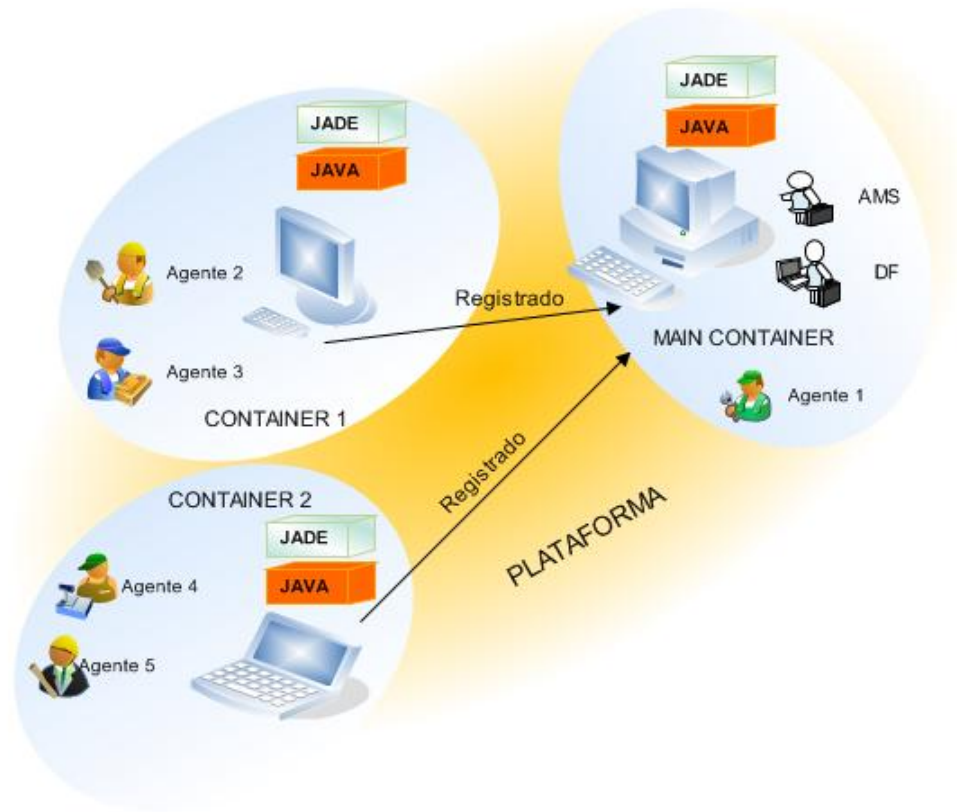 JADE
JAVA
Agente 2
Agente 3
CONTAINER 1
Registrado
JADE
JAVA
AMS
DF
MAIN CONTAINER
Agente 1
CONTAINER 2
JADE
JAVA
Agente 4
Agente 5
Registrado
PLATAFORMA